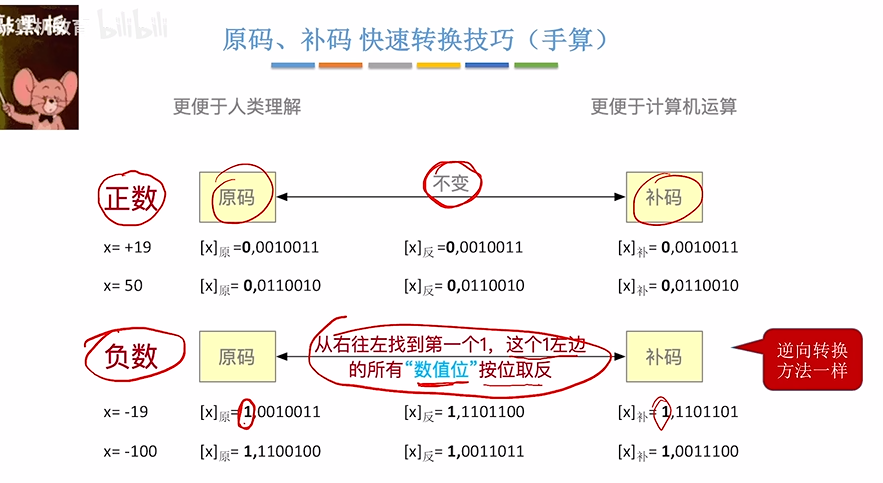 算机教育 bilibili
原码、补码 快速转换技巧（手算）
更便于人类理解 更便于计算机运算
正数 原码 不变 补码
x= +19 [x]原=0,0010011 [x]反=0,0010011 [x]补= 0,0010011
x= 50 [x]原= 0,0110010 [x]反= 0,0110010 [x]补= 0,0110010
从右往左找到第一个1，这个1左边
负数 原码 的所有“数值位”按位取反 补码 逆向转换
方法一样
x= -19 [x]原= 1,0010011 [x]反= 1,1101100 [x]补= 1,1101101
x= -100 [x]原= 1,1100100 [x]反= 1,0011011 [x]补= 1,0011100